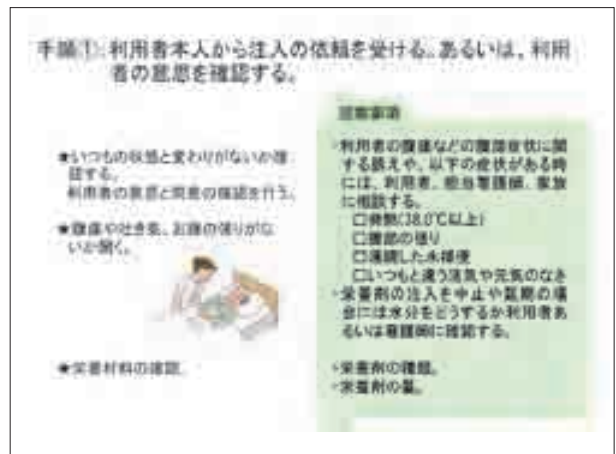 手順①:利用者本人から注入の依頼を受ける。あるいは、利用
者の意思を確認する。
★いつもの状態と変わりがないか確
認する。
利用者の意思と同意の確認を行う。
★腹痛や吐き気、お腹の張りがな
いか聞く。
★栄養材料の確認。
記載事項
・利用者の腹痛などの腹部症状に関
する訴えや、以下の症状がある時
には、利用者、担当看護師、家族
に相談する。
□発熱(38.0℃以上)
□腹部の張り
□連続した水様便
□いつもと違う活気や元気のなさ
・栄養剤の注入を中止や延期の場
合には水分をどうするか利用者あ
るいは看護師に確認する。
・栄養剤の種類。
・栄養剤の量。